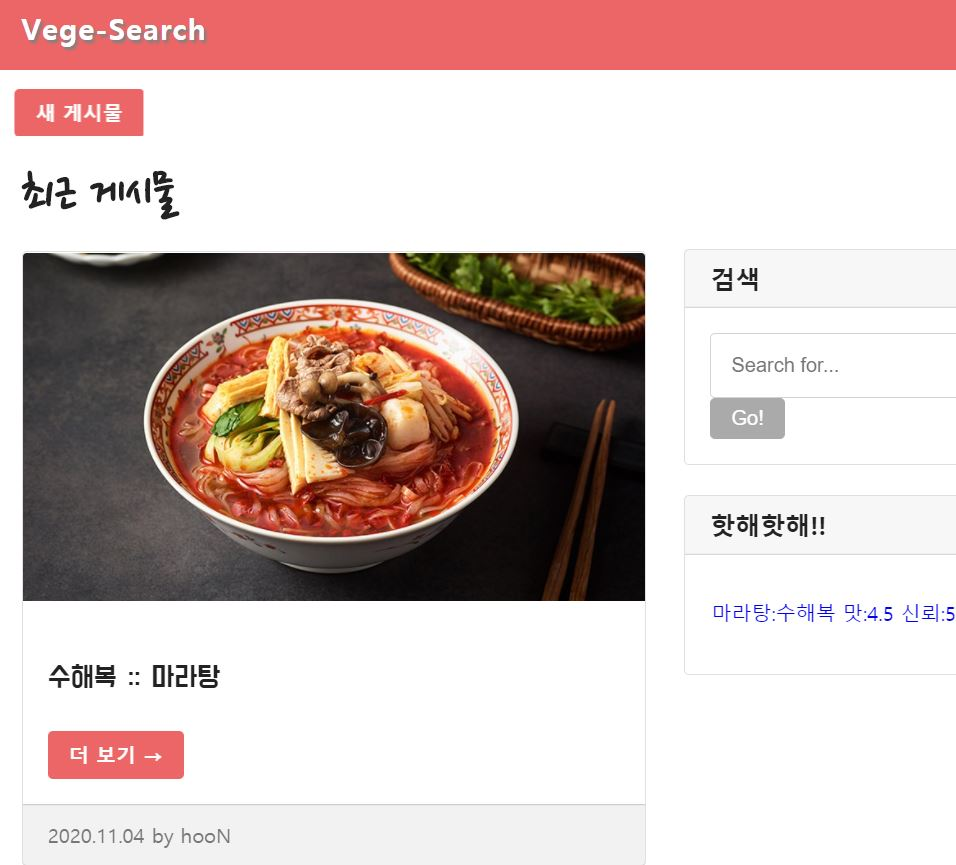 Vege-Search
새 게시물
최근 게시물
검색
Search for...
Go!
핫해핫해!!
마라탕:수해복 맛:4.5 신뢰:5
수해복 :: 마라탕
더 보기 →
2020.11.04 by hooN